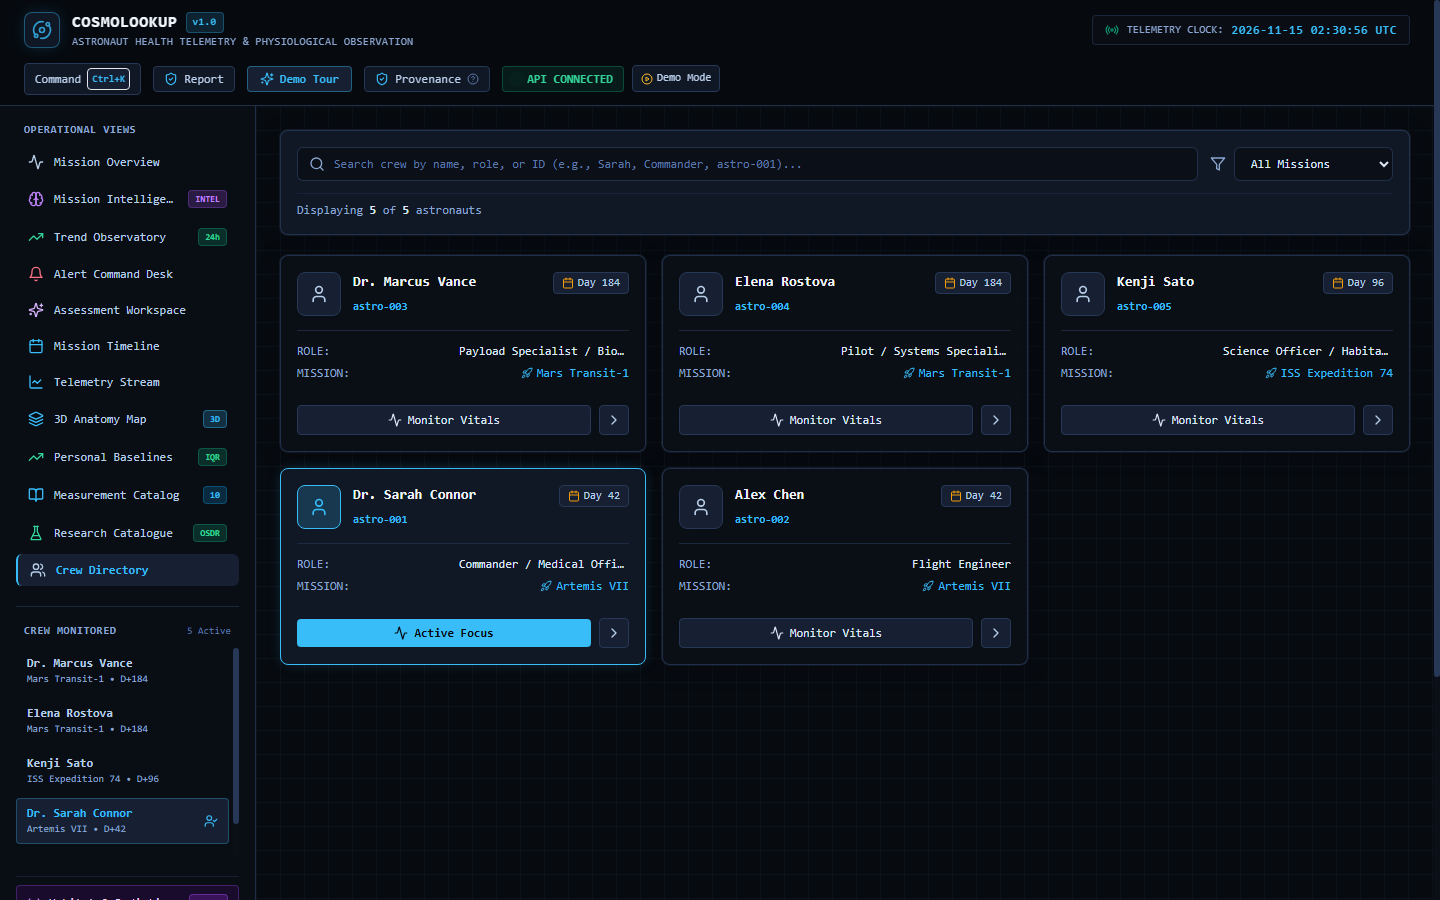 COSMOLOOKUP v1.0
ASTRONAUT HEALTH TELEMETRY & PHYSIOLOGICAL OBSERVATION
TELEMETRY CLOCK: 2026-11-15 02:30:56 UTC
Command Ctrl+K
Report
Demo Tour
Provenance
API CONNECTED
Demo Mode
OPERATIONAL VIEWS
Mission Overview
Mission Intellige… INTEL
Trend Observatory 24h
Alert Command Desk
Assessment Workspace
Mission Timeline
Telemetry Stream
3D Anatomy Map 3D
Personal Baselines IQR
Measurement Catalog 10
Research Catalogue OSDR
Crew Directory
CREW MONITORED 5 Active
Dr. Marcus Vance
Mars Transit-1 • D+184
Elena Rostova
Mars Transit-1 • D+184
Kenji Sato
ISS Expedition 74 • D+96
Dr. Sarah Connor
Artemis VII • D+42
Search crew by name, role, or ID (e.g., Sarah, Commander, astro-001)...
All Missions
Displaying 5 of 5 astronauts
Dr. Marcus Vance
Day 184
astro-003
ROLE: Payload Specialist / Bio…
MISSION: Mars Transit-1
Monitor Vitals
Elena Rostova
Day 184
astro-004
ROLE: Pilot / Systems Speciali…
MISSION: Mars Transit-1
Monitor Vitals
Kenji Sato
Day 96
astro-005
ROLE: Science Officer / Habita…
MISSION: ISS Expedition 74
Monitor Vitals
Dr. Sarah Connor
Day 42
astro-001
ROLE: Commander / Medical Offi…
MISSION: Artemis VII
Active Focus
Alex Chen
Day 42
astro-002
ROLE: Flight Engineer
MISSION: Artemis VII
Monitor Vitals